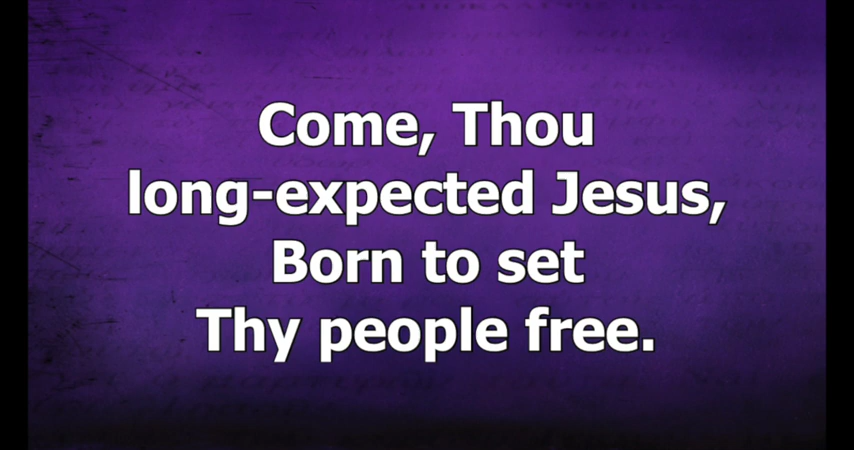 Come, Thou
long-expected Jesus,
Born to set
Thy people free.